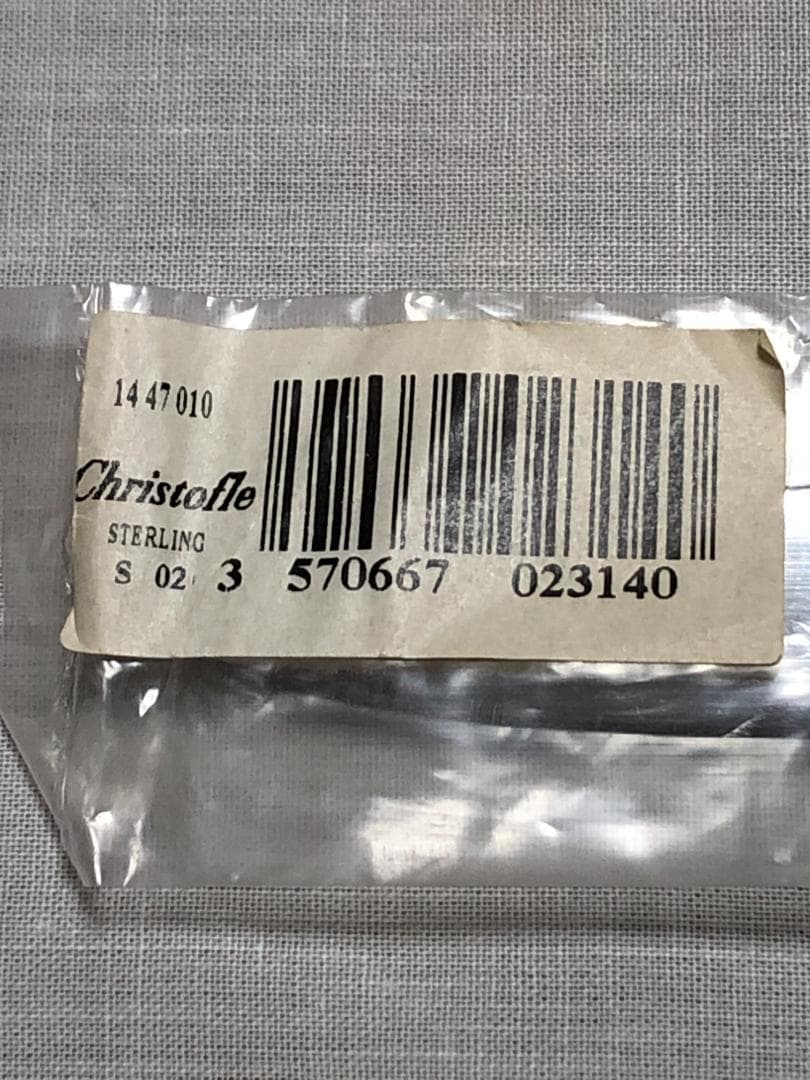 14 47 010
Christofle
STERLING
S 02
3 570667 023140